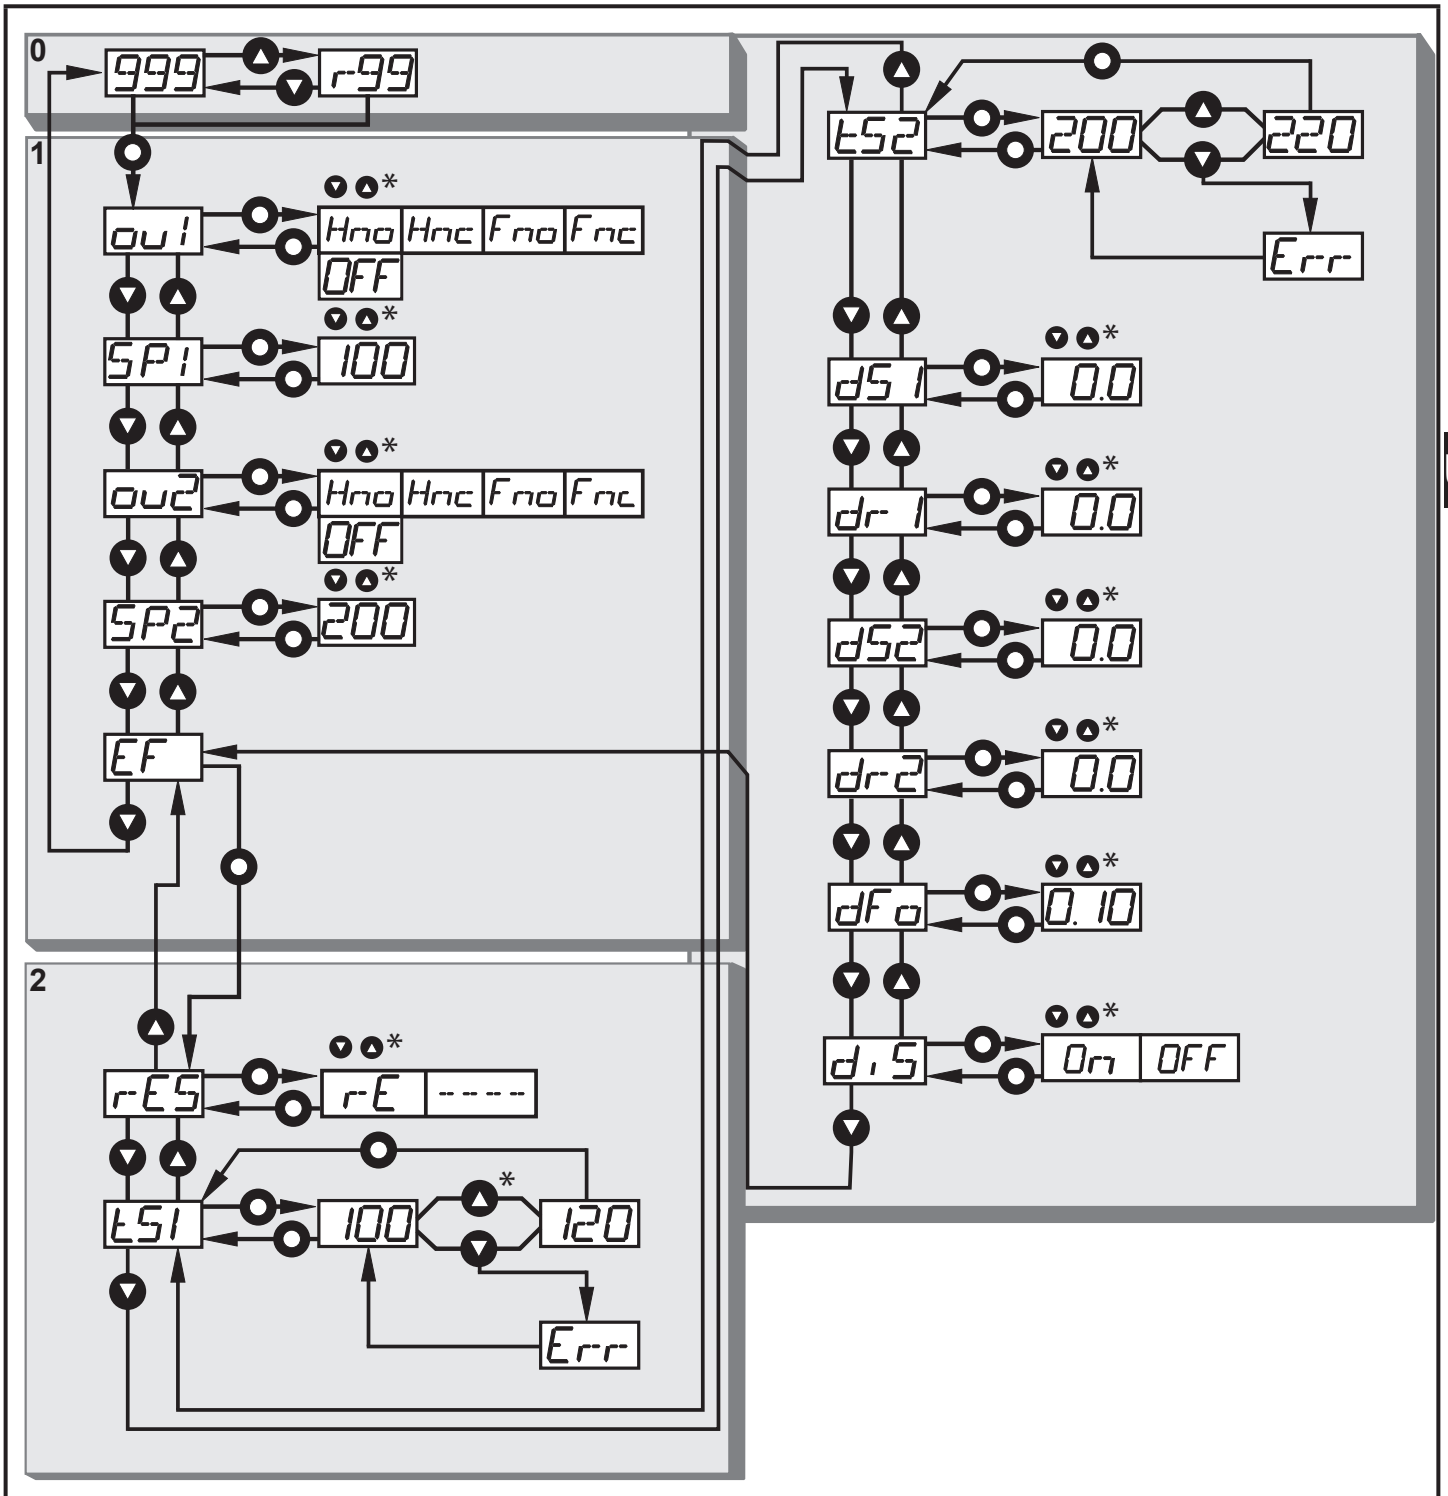 0
999
r99
1
ou1
*
Hno Hnc Fno Fnc
OFF
SP1
*
100
ou2
*
Hno Hnc Fno Fnc
OFF
SP2
*
200
EF
2
rES
*
rE ----
tS1
100
*
120
Err
tS2
200
220
Err
dS1
*
0.0
dr1
*
0.0
dS2
*
0.0
dr2
*
0.0
dFo
*
0.10
diS
*
On OFF